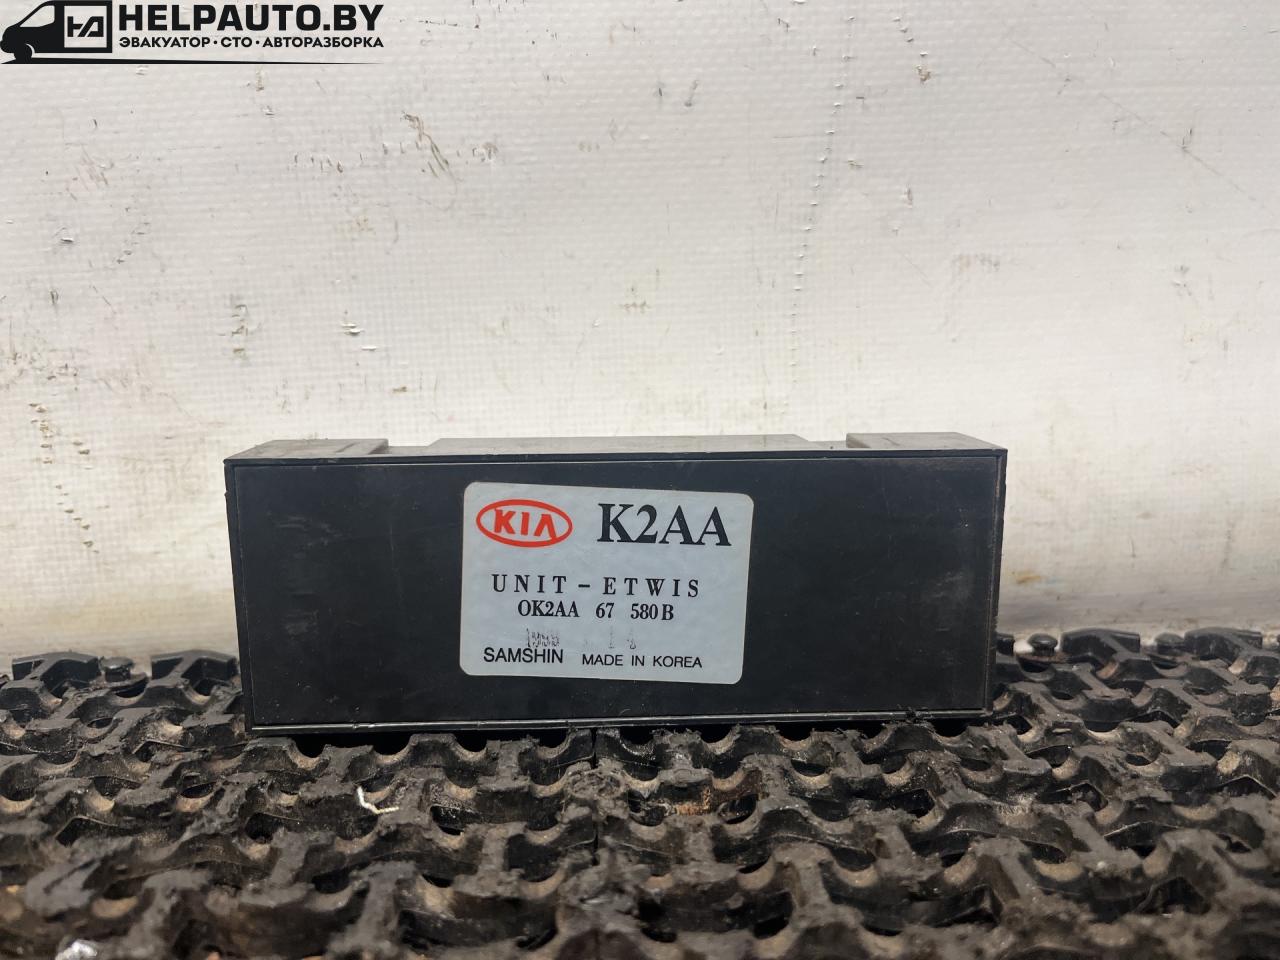 HELPAUTO.BY
ЭВАКУАТОР · СТО · АВТОРАЗБОРКА
KIA K2AA
UNIT - ETWIS
OK2AA 67 580B
SAMSHIN MADE IN KOREA